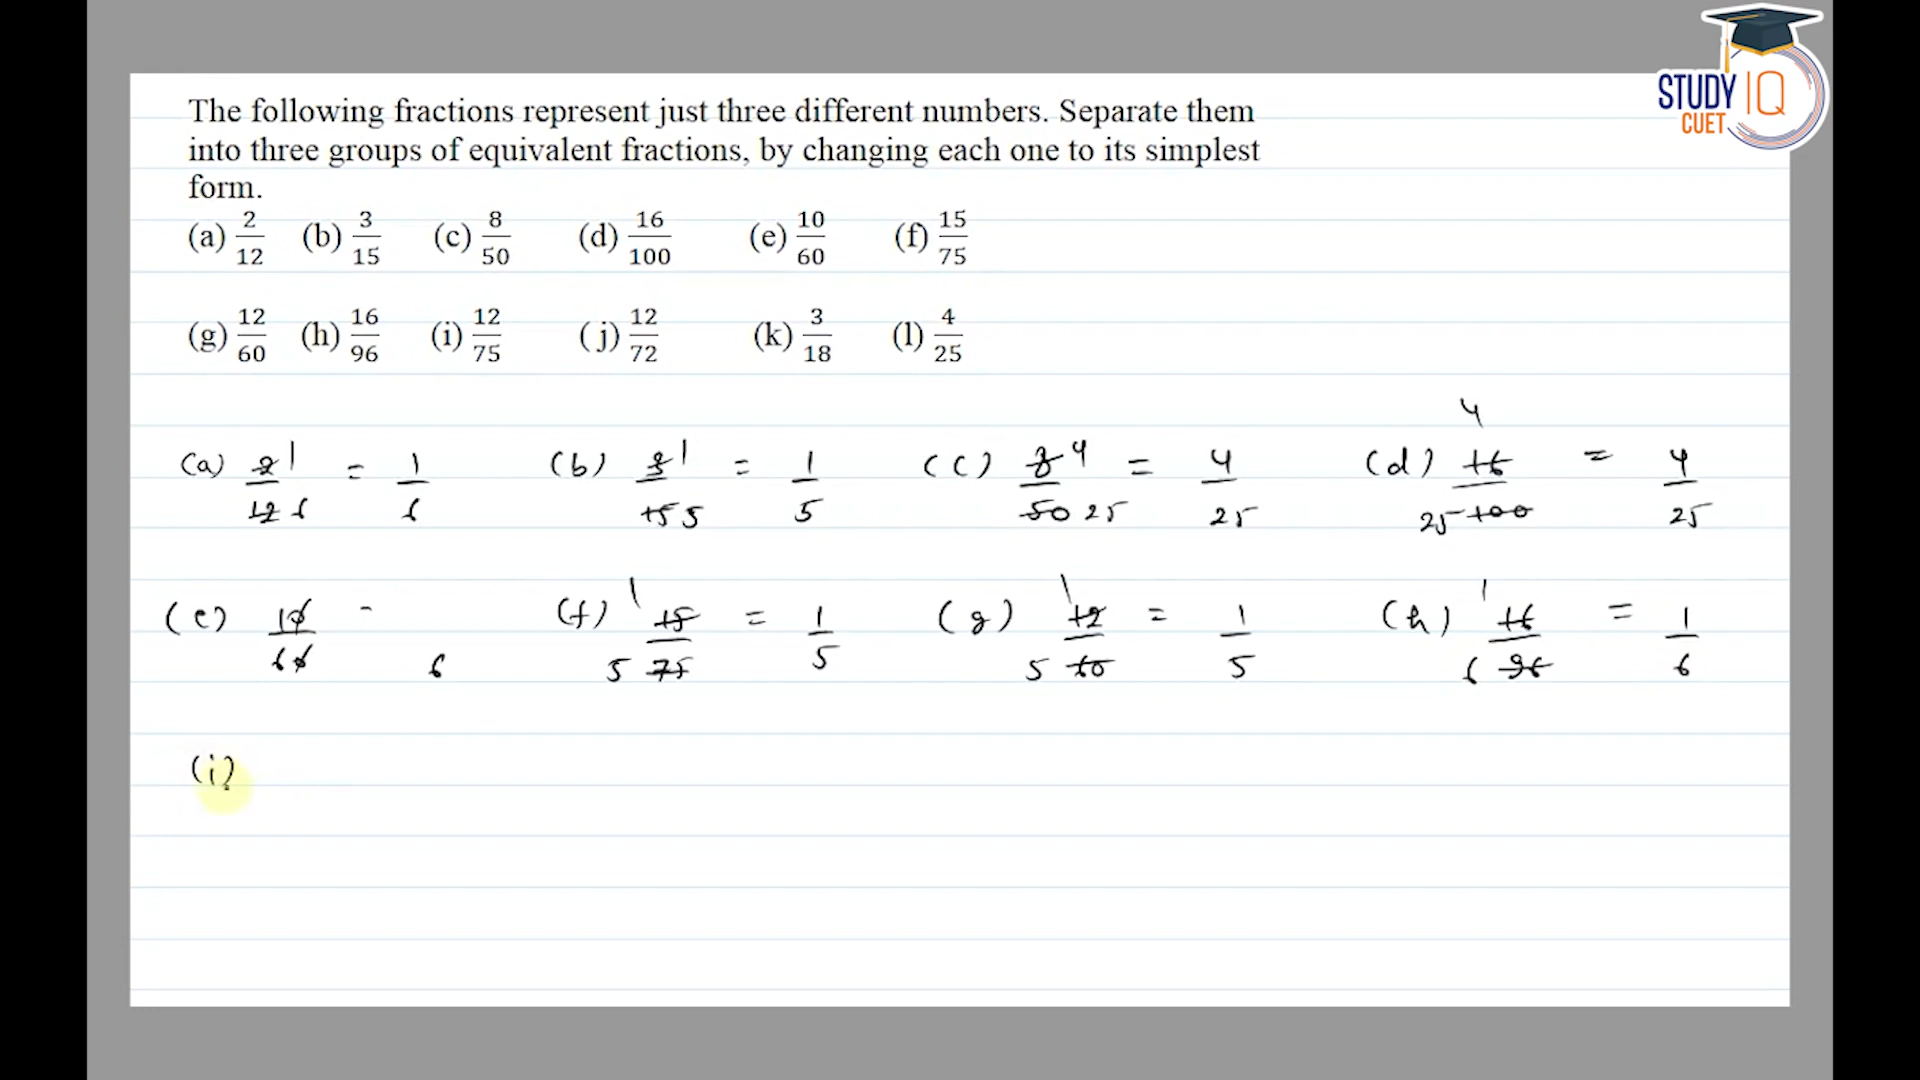 STUDY IQ
CUET
The following fractions represent just three different numbers. Separate them
into three groups of equivalent fractions, by changing each one to its simplest
form.
(a) 2/12 (b) 3/15 (c) 8/50 (d) 16/100 (e) 10/60 (f) 15/75
(g) 12/60 (h) 16/96 (i) 12/75 (j) 12/72 (k) 3/18 (l) 4/25
4
(a) 2 1 = 1 (b) 3 1 = 1 (c) 8 4 = 4 (d) 16 = 4
12 6 6 15 5 5 50 25 25 25 100 25
1 1 1
(e) 10 - (f) 15 = 1 (g) 12 = 1 (h) 16 = 1
60 6 5 75 5 5 60 5 6 96 6
(i)